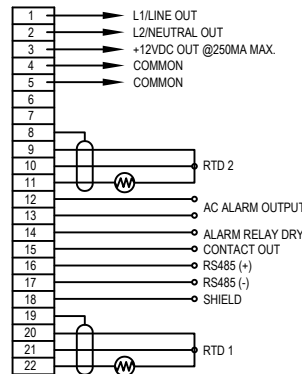 1 L1/LINE OUT
2 L2/NEUTRAL OUT
3 +12VDC OUT @250MA MAX.
4 COMMON
5 COMMON
6
7
8
9
10 RTD 2
11
12 AC ALARM OUTPUT
13
14 ALARM RELAY DRY
15 CONTACT OUT
16 RS485 (+)
17 RS485 (-)
18 SHIELD
19
20
21 RTD 1
22